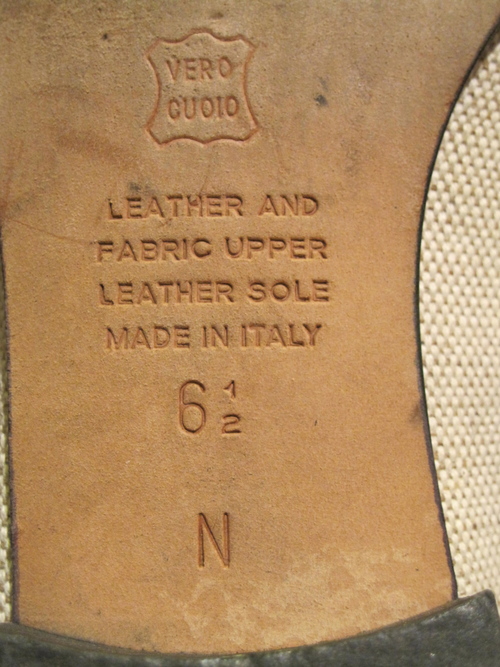 VERO
CUOIO
LEATHER AND
FABRIC UPPER
LEATHER SOLE
MADE IN ITALY
6 1/2
N